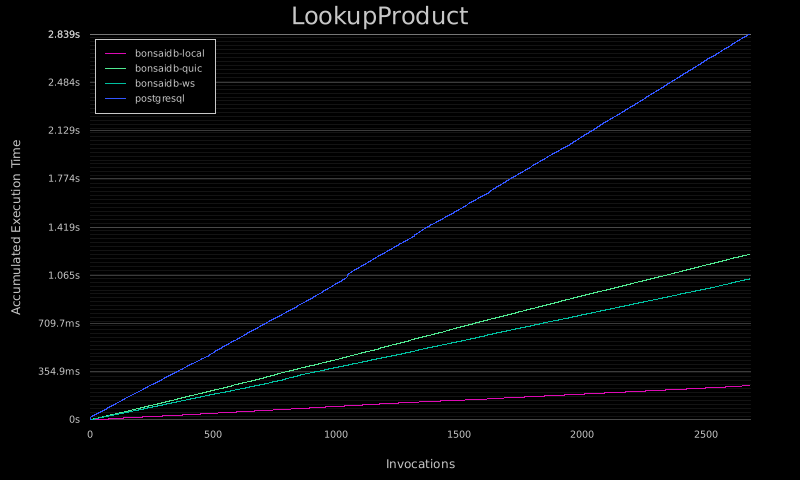 LookupProduct
2.839s
2.484s
2.129s
1.774s
1.419s
1.065s
709.7ms
354.9ms
0s
Accumulated Execution Time
bonsaidb-local
bonsaidb-quic
bonsaidb-ws
postgresql
0 500 1000 1500 2000 2500
Invocations